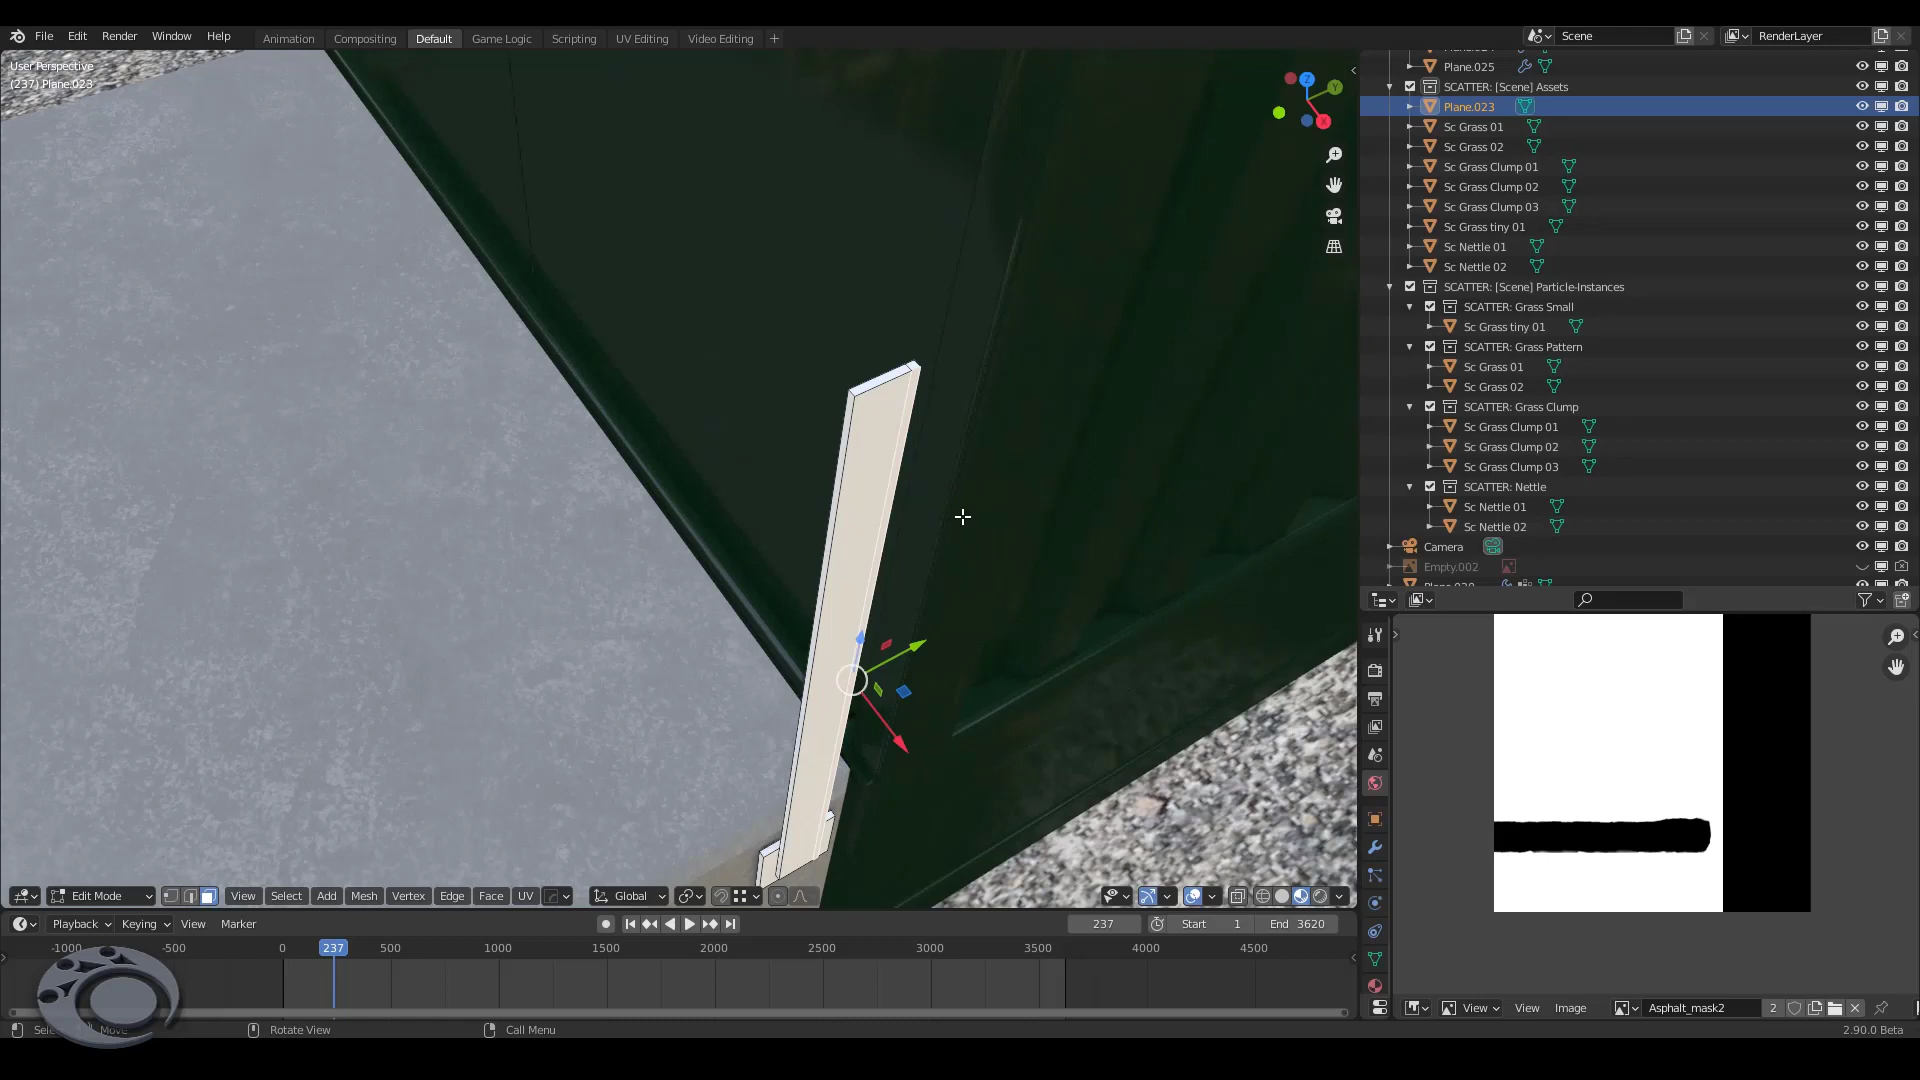 File Edit Render Window Help Animation Compositing Default Game Logic Scripting UV Editing Video Editing Scene RenderLayer
User Perspective
(237) Plane.023
Plane.025
SCATTER: [Scene] Assets
Plane.023
Sc Grass 01
Sc Grass 02
Sc Grass Clump 01
Sc Grass Clump 02
Sc Grass Clump 03
Sc Grass tiny 01
Sc Nettle 01
Sc Nettle 02
SCATTER: [Scene] Particle-Instances
SCATTER: Grass Small
Sc Grass tiny 01
SCATTER: Grass Pattern
Sc Grass 01
Sc Grass 02
SCATTER: Grass Clump
Sc Grass Clump 01
Sc Grass Clump 02
Sc Grass Clump 03
SCATTER: Nettle
Sc Nettle 01
Sc Nettle 02
Camera
Empty.002
Z
Y
X
Edit Mode View Select Add Mesh Vertex Edge Face UV Global
Playback Keying View Marker 237 Start 1 End 3620
-1000 -500 0 237 500 1000 1500 2000 2500 3000 3500 4000 4500
View View Image Asphalt_mask2 2
Move Rotate View Call Menu 2.90.0 Beta